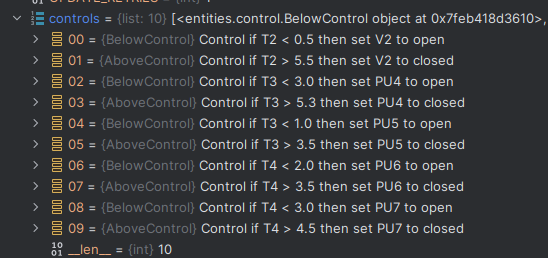 controls = {list: 10} [<entities.control.BelowControl object at 0x7feb418d3610>,
00 = {BelowControl} Control if T2 < 0.5 then set V2 to open
01 = {AboveControl} Control if T2 > 5.5 then set V2 to closed
02 = {BelowControl} Control if T3 < 3.0 then set PU4 to open
03 = {AboveControl} Control if T3 > 5.3 then set PU4 to closed
04 = {BelowControl} Control if T3 < 1.0 then set PU5 to open
05 = {AboveControl} Control if T3 > 3.5 then set PU5 to closed
06 = {BelowControl} Control if T4 < 2.0 then set PU6 to open
07 = {AboveControl} Control if T4 > 3.5 then set PU6 to closed
08 = {BelowControl} Control if T4 < 3.0 then set PU7 to open
09 = {AboveControl} Control if T4 > 4.5 then set PU7 to closed
__len__ = {int} 10